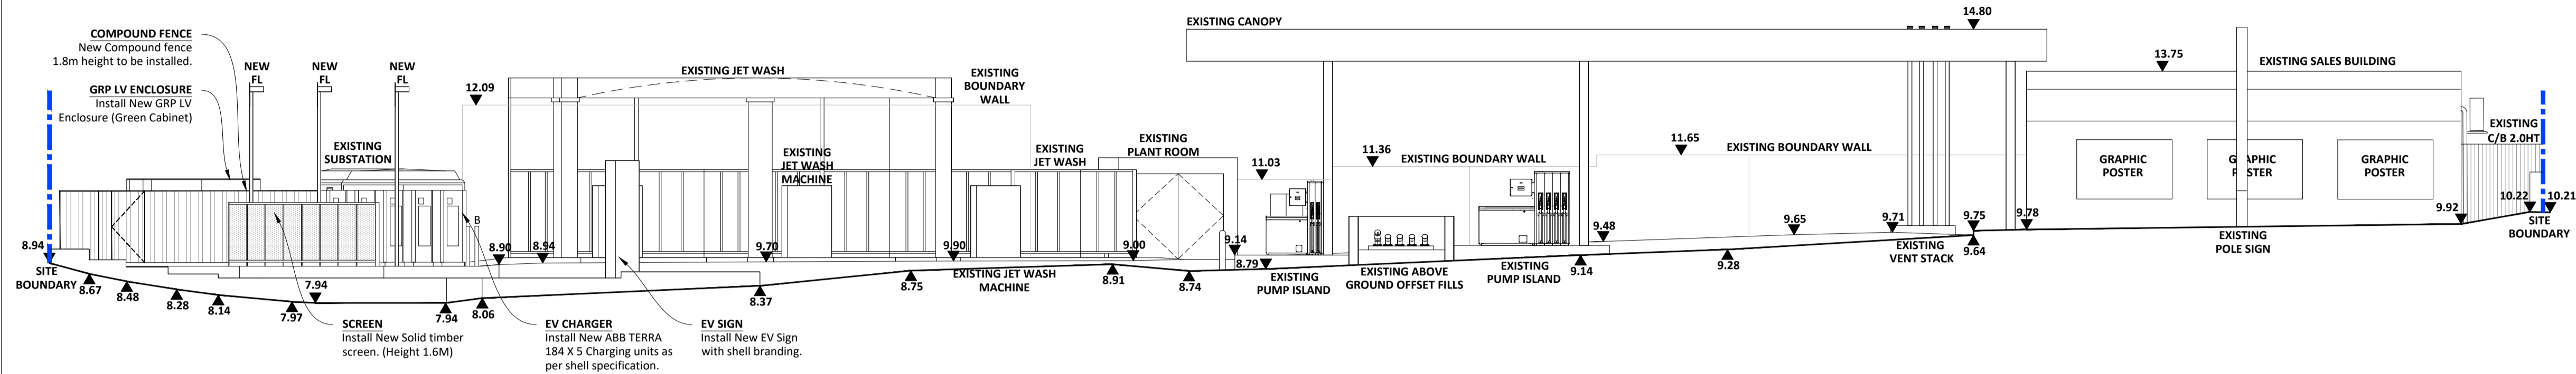 COMPOUND FENCE
New Compound fence
1.8m height to be installed.
GRP LV ENCLOSURE
Install New GRP LV
Enclosure (Green Cabinet)
NEW
FL
NEW
FL
NEW
FL
EXISTING
SUBSTATION
12.09
EXISTING JET WASH
EXISTING
BOUNDARY
WALL
EXISTING
JET WASH
MACHINE
EXISTING
JET WASH
EXISTING
PLANT ROOM
EXISTING CANOPY
14.80
11.03
11.36
EXISTING BOUNDARY WALL
11.65
EXISTING BOUNDARY WALL
13.75
EXISTING SALES BUILDING
GRAPHIC
POSTER
GRAPHIC
POSTER
GRAPHIC
POSTER
EXISTING
C/B 2.0HT
10.22
10.21
SITE
BOUNDARY
8.94
SITE
BOUNDARY
8.67
8.48
8.28
8.14
7.97
7.94
7.94
8.06
B
8.90
8.94
9.70
8.37
9.90
8.75
EXISTING JET WASH
MACHINE
9.00
8.91
8.74
9.14
8.79
EXISTING
PUMP ISLAND
EXISTING ABOVE
GROUND OFFSET FILLS
EXISTING
PUMP ISLAND
9.14
9.48
9.28
9.65
9.71
EXISTING
VENT STACK
9.75
9.64
9.78
EXISTING
POLE SIGN
9.92
SCREEN
Install New Solid timber
screen. (Height 1.6M)
EV CHARGER
Install New ABB TERRA
184 X 5 Charging units as
per shell specification.
EV SIGN
Install New EV Sign
with shell branding.